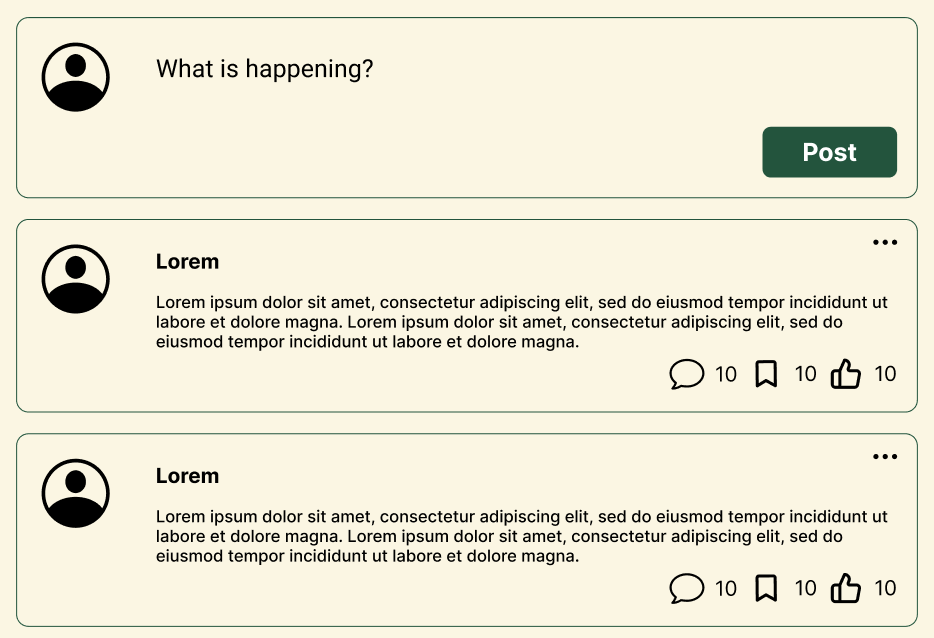 What is happening?
Post
Lorem
Lorem ipsum dolor sit amet, consectetur adipiscing elit, sed do eiusmod tempor incididunt ut
labore et dolore magna. Lorem ipsum dolor sit amet, consectetur adipiscing elit, sed do
eiusmod tempor incididunt ut labore et dolore magna.
10 10 10
Lorem
Lorem ipsum dolor sit amet, consectetur adipiscing elit, sed do eiusmod tempor incididunt ut
labore et dolore magna. Lorem ipsum dolor sit amet, consectetur adipiscing elit, sed do
eiusmod tempor incididunt ut labore et dolore magna.
10 10 10